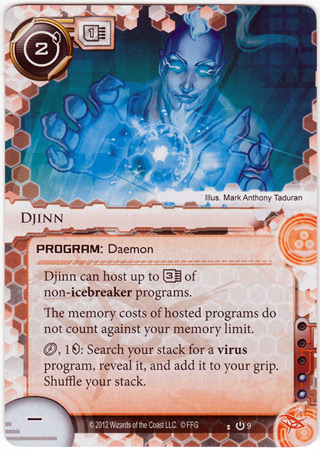 2
1
Illus. Mark Anthony Taduran
DJINN
PROGRAM: Daemon
Djinn can host up to 3 of
non-icebreaker programs.
The memory costs of hosted programs do
not count against your memory limit.
, 1: Search your stack for a virus
program, reveal it, and add it to your grip.
Shuffle your stack.
–
© 2012 Wizards of the Coast LLC. © FFG
9